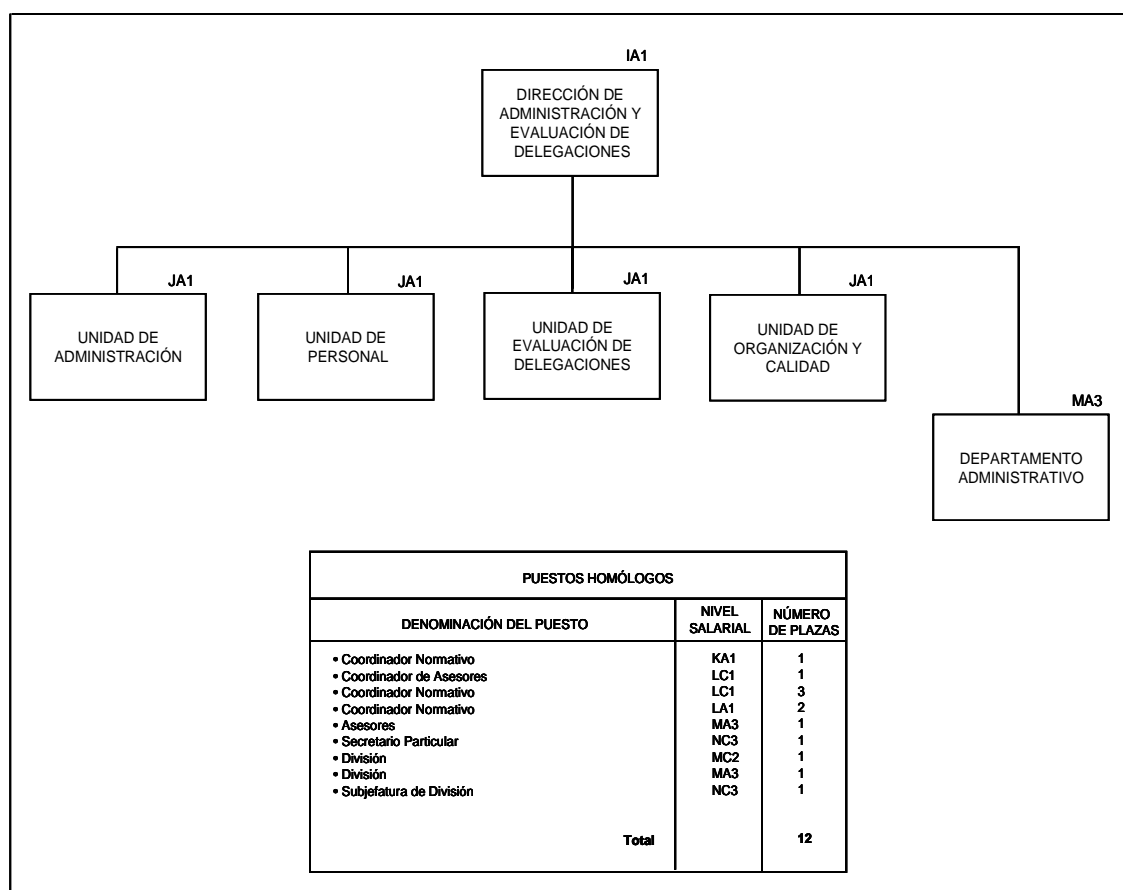 IA1
DIRECCIÓN DE
ADMINISTRACIÓN Y
EVALUACIÓN DE
DELEGACIONES
JA1
UNIDAD DE
ADMINISTRACIÓN
JA1
UNIDAD DE
PERSONAL
JA1
UNIDAD DE
EVALUACIÓN DE
DELEGACIONES
JA1
UNIDAD DE
ORGANIZACIÓN Y
CALIDAD
MA3
DEPARTAMENTO
ADMINISTRATIVO
PUESTOS HOMÓLOGOS
DENOMINACIÓN DEL PUESTO
NIVEL
SALARIAL
NÚMERO
DE PLAZAS
• Coordinador Normativo KA1 1
• Coordinador de Asesores LC1 1
• Coordinador Normativo LC1 3
• Coordinador Normativo LA1 2
• Asesores MA3 1
• Secretario Particular NC3 1
• División MC2 1
• División MA3 1
• Subjefatura de División NC3 1
Total 12